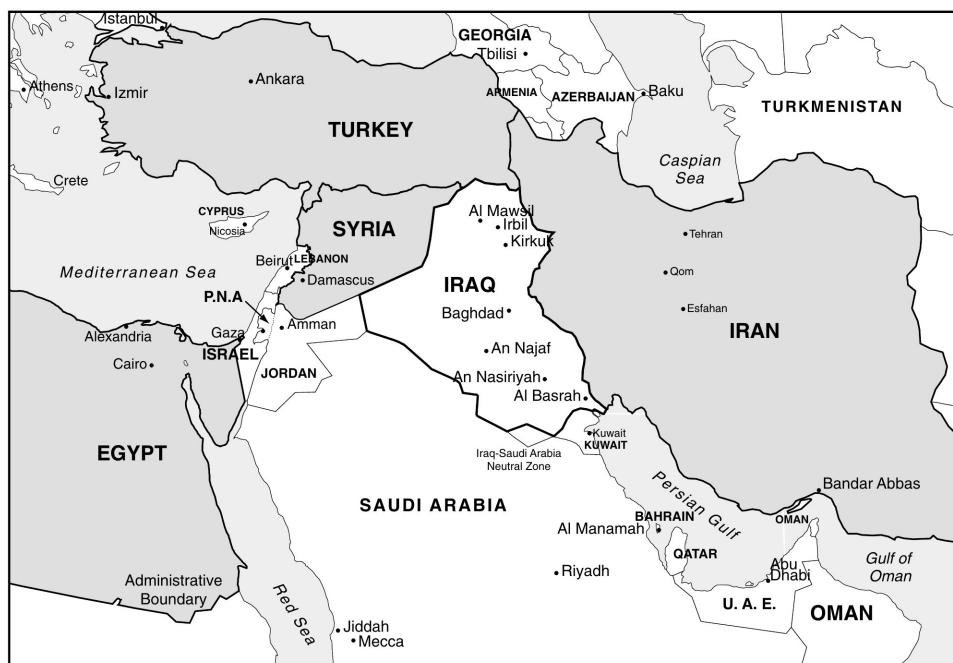 Istanbul
GEORGIA
Tbilisi
Athens
Izmir
Ankara
ARMENIA
AZERBAIJAN
Baku
TURKMENISTAN
TURKEY
Caspian
Sea
Crete
CYPRUS
Nicosia
SYRIA
Al Mawsil
Irbil
Kirkuk
Tehran
Mediterranean Sea
Beirut
LEBANON
Damascus
IRAQ
Qom
P.N.A
Baghdad
Esfahan
IRAN
Alexandria
Gaza
Amman
ISRAEL
Cairo
JORDAN
An Najaf
An Nasiriyah
Al Basrah
EGYPT
Iraq-Saudi Arabia
Neutral Zone
Kuwait
KUWAIT
SAUDI ARABIA
Persian Gulf
Bandar Abbas
BAHRAIN
Al Manamah
OMAN
QATAR
Gulf of
Oman
Administrative
Boundary
Riyadh
Abu
Dhabi
U. A. E.
OMAN
Red Sea
Jiddah
Mecca